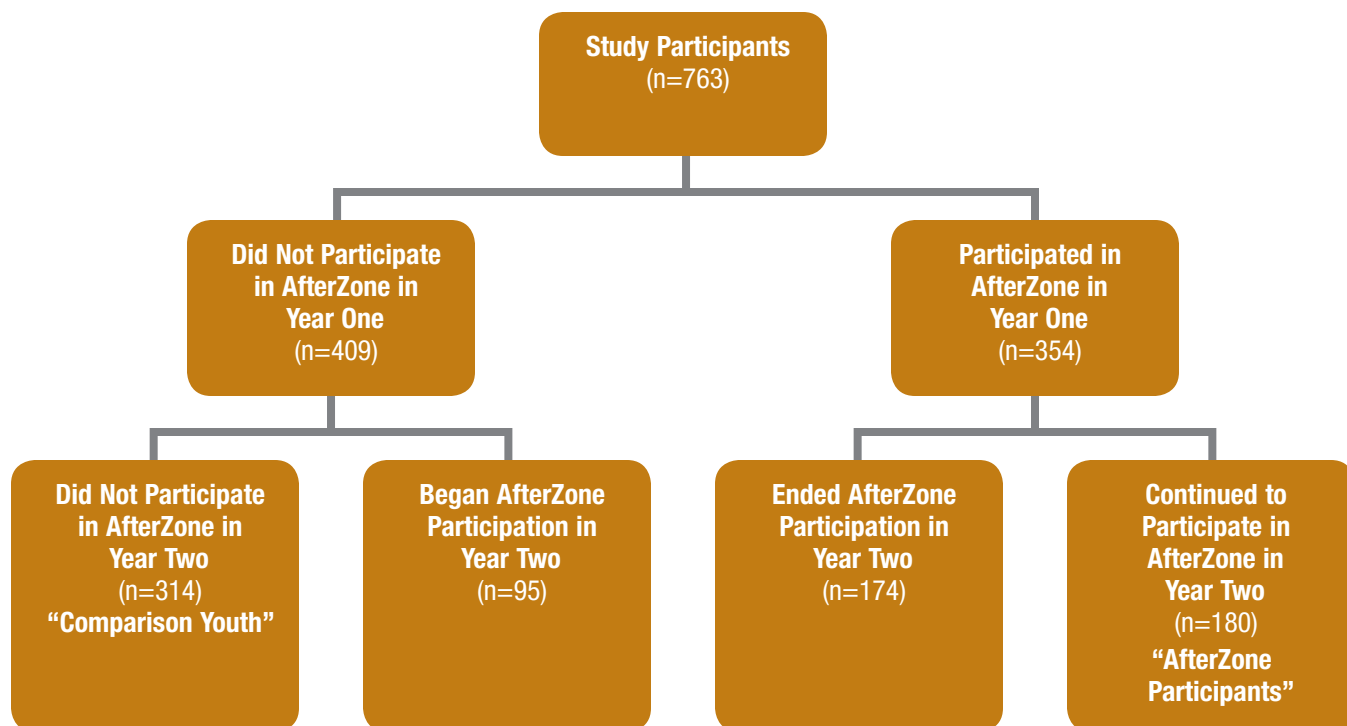 Study Participants
(n=763)
Did Not Participate
in AfterZone in
Year One
(n=409)
Participated in
AfterZone in
Year One
(n=354)
Did Not Participate
in AfterZone in
Year Two
(n=314)
“Comparison Youth”
Began AfterZone
Participation in
Year Two
(n=95)
Ended AfterZone
Participation in
Year Two
(n=174)
Continued to
Participate in
AfterZone in
Year Two
(n=180)
“AfterZone
Participants”